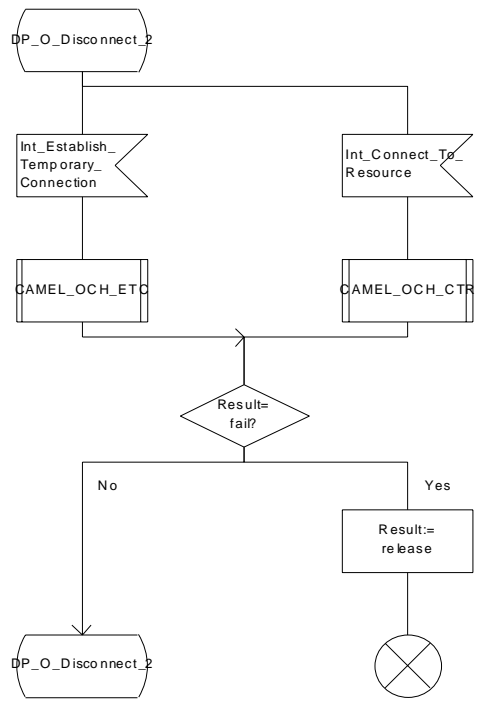 DP_O_Disconnect_2
Int_Establish_
Temporary_
Connection
Int_Connect_To_
Resource
CAMEL_OCH_ETC
CAMEL_OCH_CTR
Result=
fail?
No
Yes
Result:=
release
DP_O_Disconnect_2